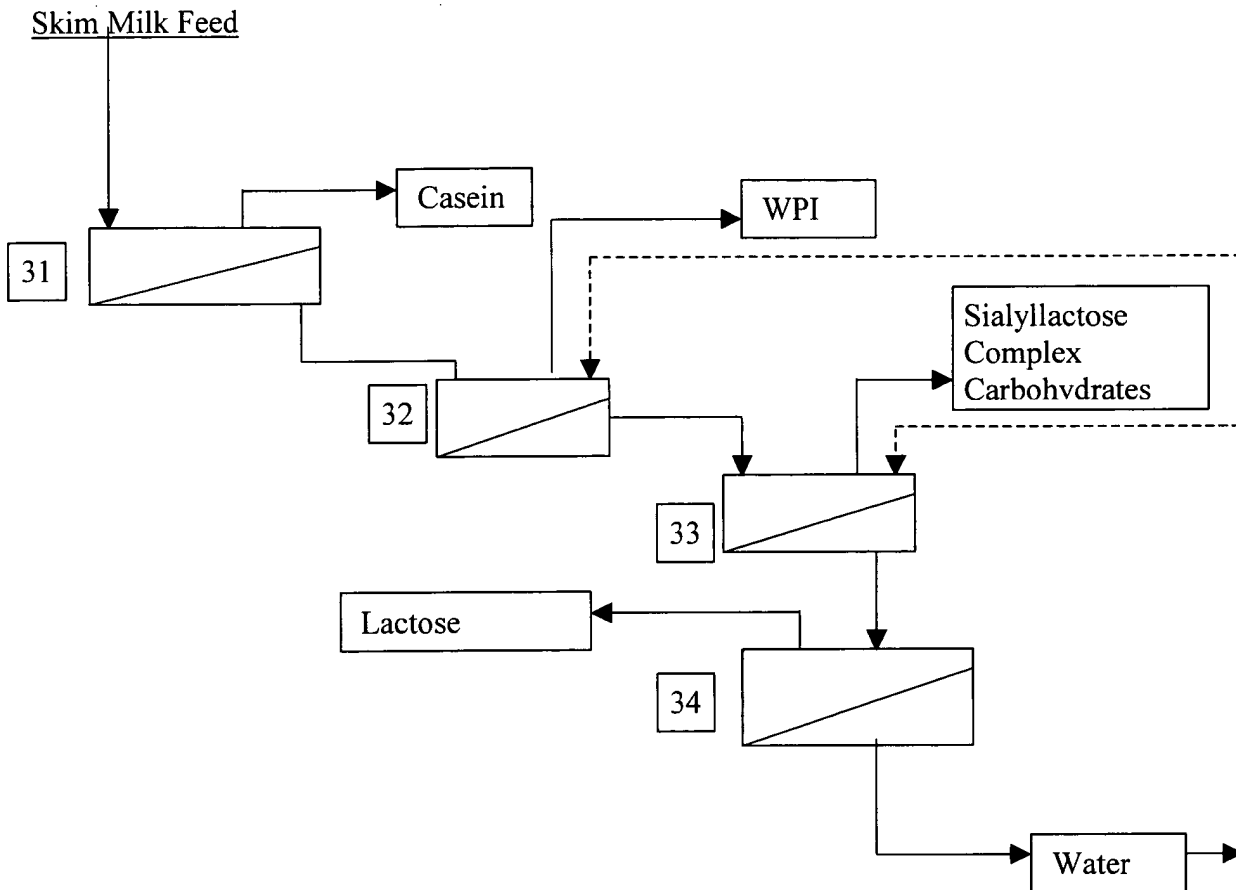 Skim Milk Feed
Casein
WPI
31
Sialyllactose
Complex
Carbohvdrates
32
33
Lactose
34
Water